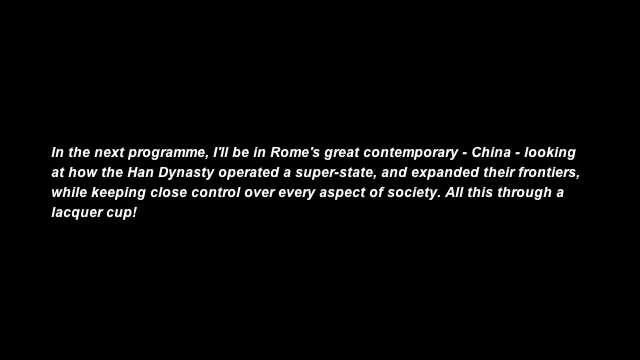 In the next programme, I'll be in Rome's great contemporary - China - looking
at how the Han Dynasty operated a super-state, and expanded their frontiers,
while keeping close control over every aspect of society. All this through a
lacquer cup!